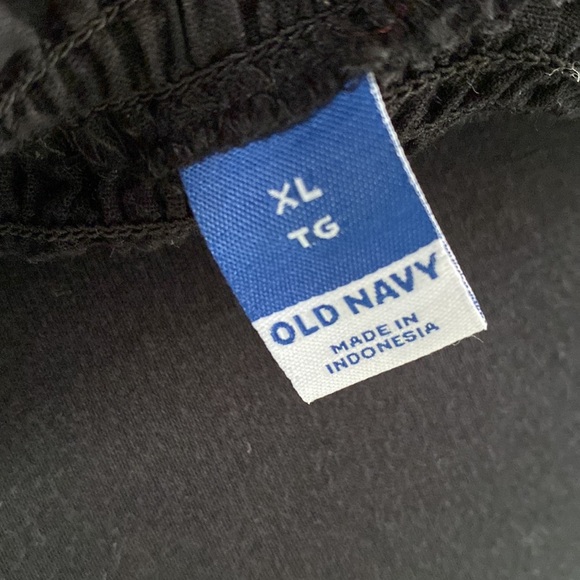 XL
TG
OLD NAVY
MADE IN
INDONESIA